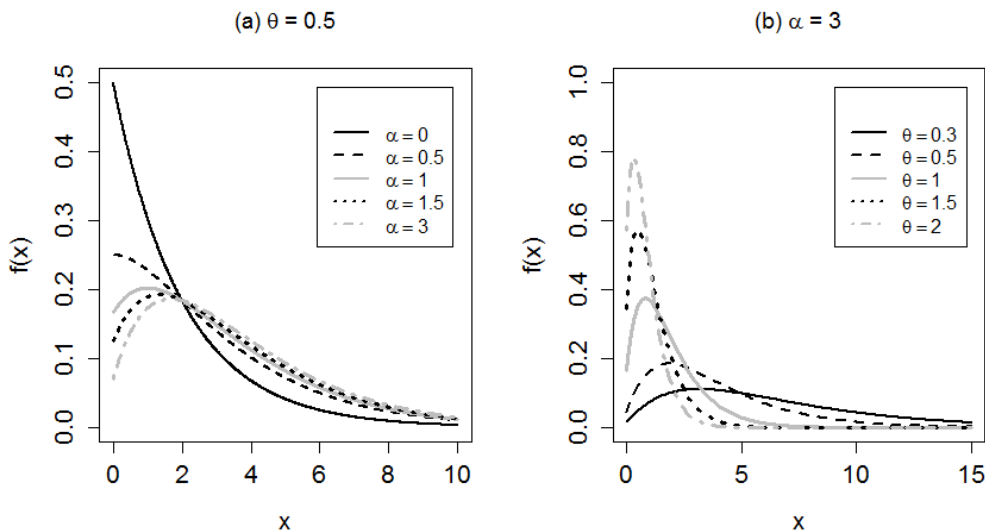 (a) θ = 0.5
f(x)
0.5
0.4
0.3
0.2
0.1
0.0
α = 0
α = 0.5
α = 1
α = 1.5
α = 3
0 2 4 6 8 10
x
(b) α = 3
f(x)
1.0
0.8
0.6
0.4
0.2
0.0
θ = 0.3
θ = 0.5
θ = 1
θ = 1.5
θ = 2
0 5 10 15
x